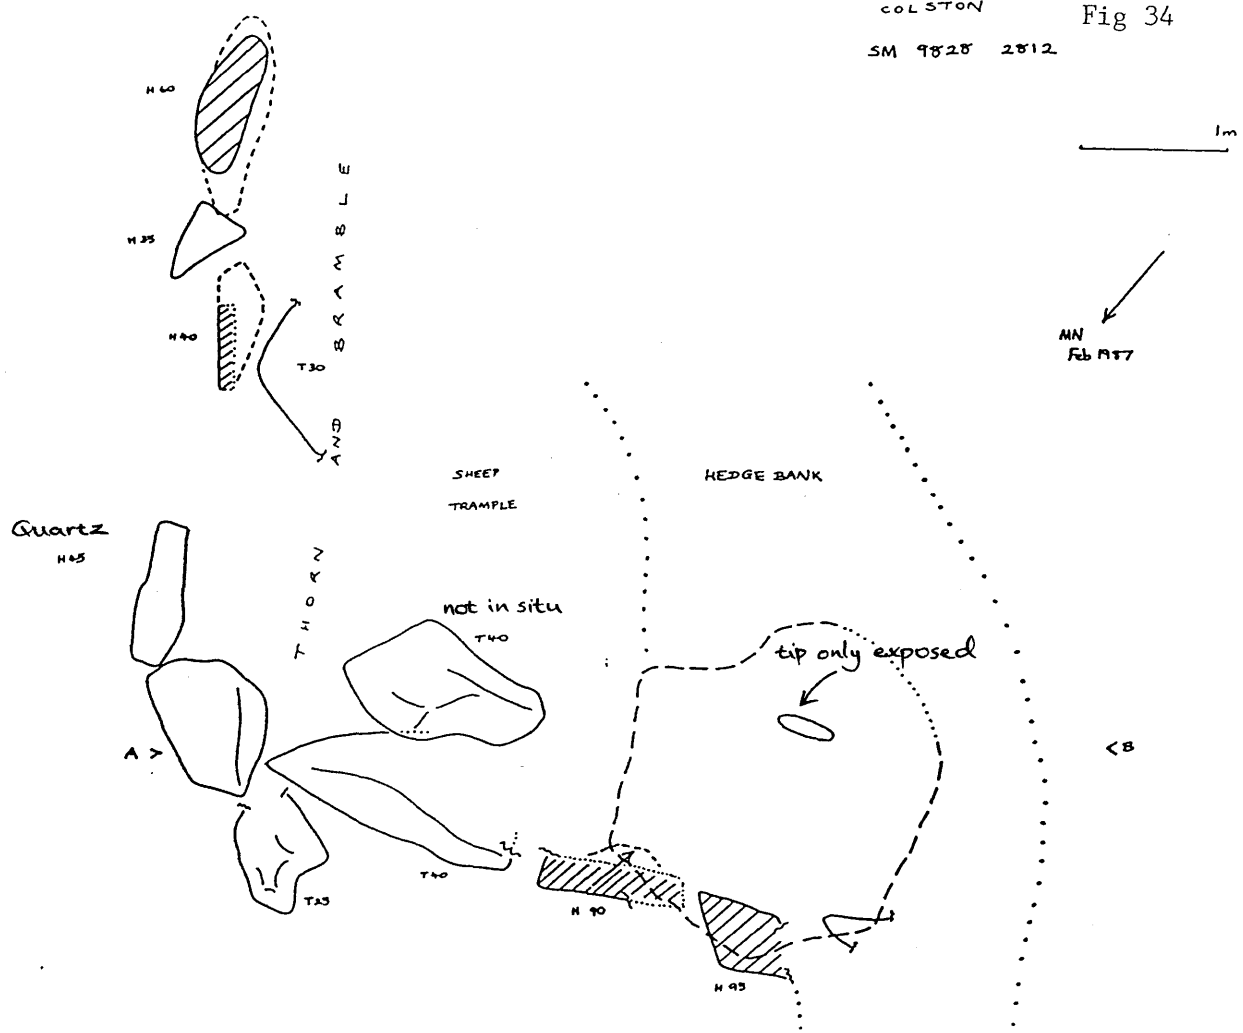 COLSTON
Fig 34
SM 9828 2812
H 60
1m
H 35
H 40
T 30
MN
Feb 1987
THORN AND BRAMBLE
SHEEP
TRAMPLE
HEDGE BANK
Quartz
H 45
not in situ
T 40
tip only exposed
A >
< B
T 40
T 25
H 90
H 95